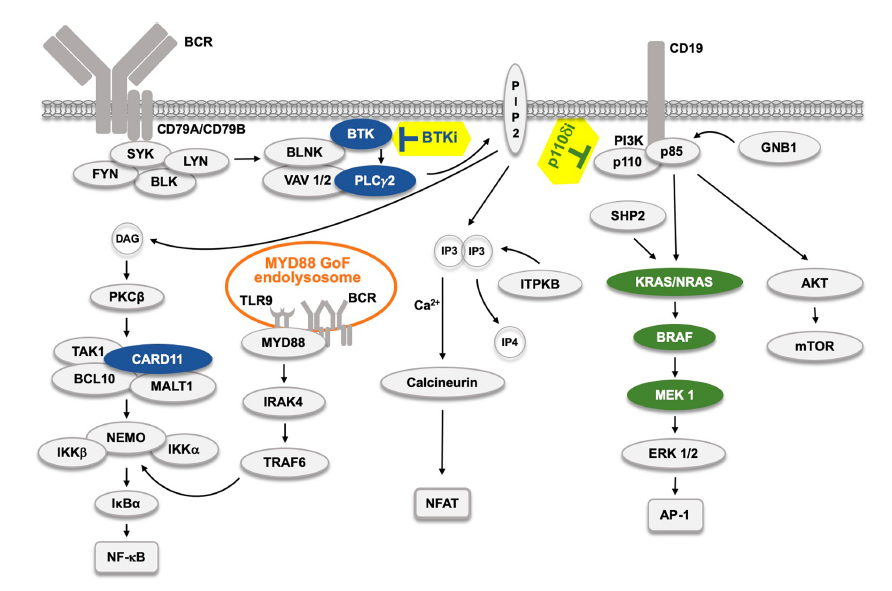 BCR
CD19
CD79A/CD79B
SYK
LYN
FYN
BLK
BLNK
BTK
VAV 1/2
PLCγ2
BTKi
P
I
P
2
p110δi
PI3K
p110
p85
GNB1
SHP2
DAG
PKCβ
TAK1
CARD11
BCL10
MALT1
NEMO
IKKβ
IKKα
IκBα
NF-κB
MYD88 GoF
endolysosome
TLR9
BCR
MYD88
IRAK4
TRAF6
IP3
IP3
ITPKB
Ca2+
IP4
Calcineurin
NFAT
KRAS/NRAS
BRAF
MEK 1
ERK 1/2
AP-1
AKT
mTOR